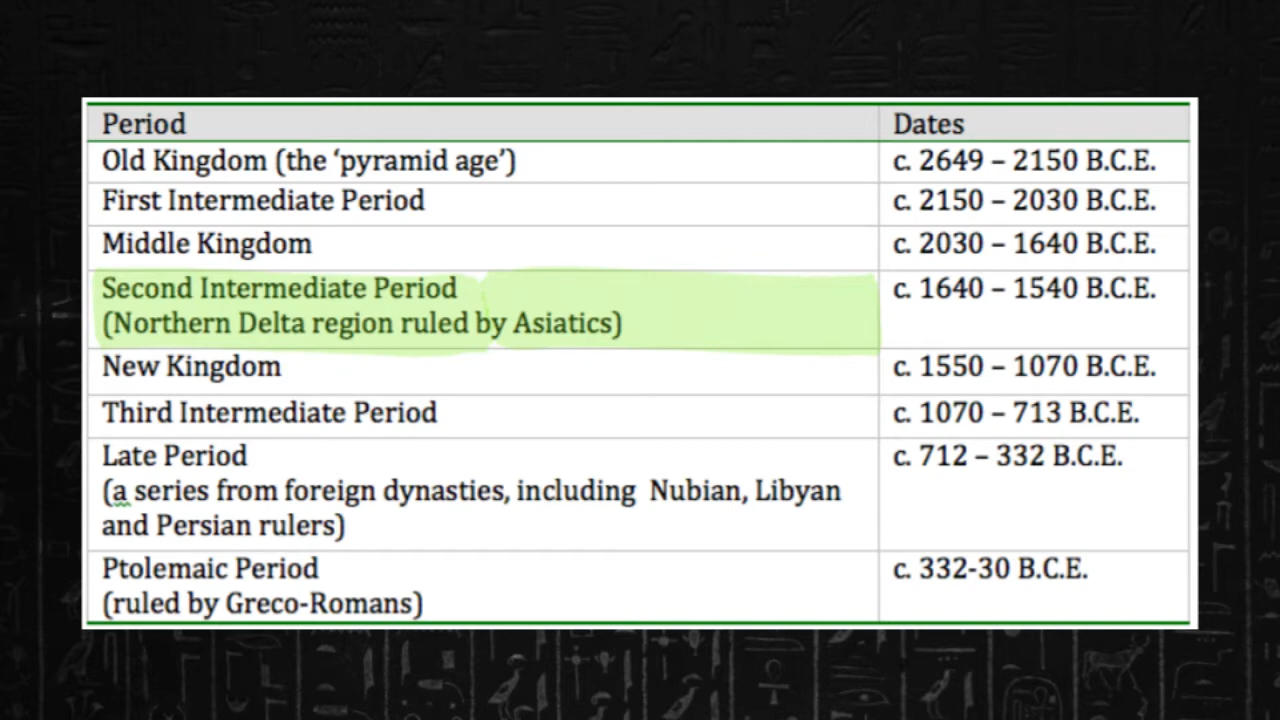 Period Dates
Old Kingdom (the ‘pyramid age’) c. 2649 – 2150 B.C.E.
First Intermediate Period c. 2150 – 2030 B.C.E.
Middle Kingdom c. 2030 – 1640 B.C.E.
Second Intermediate Period c. 1640 – 1540 B.C.E.
(Northern Delta region ruled by Asiatics)
New Kingdom c. 1550 – 1070 B.C.E.
Third Intermediate Period c. 1070 – 713 B.C.E.
Late Period c. 712 – 332 B.C.E.
(a series from foreign dynasties, including  Nubian, Libyan
and Persian rulers)
Ptolemaic Period c. 332-30 B.C.E.
(ruled by Greco-Romans)